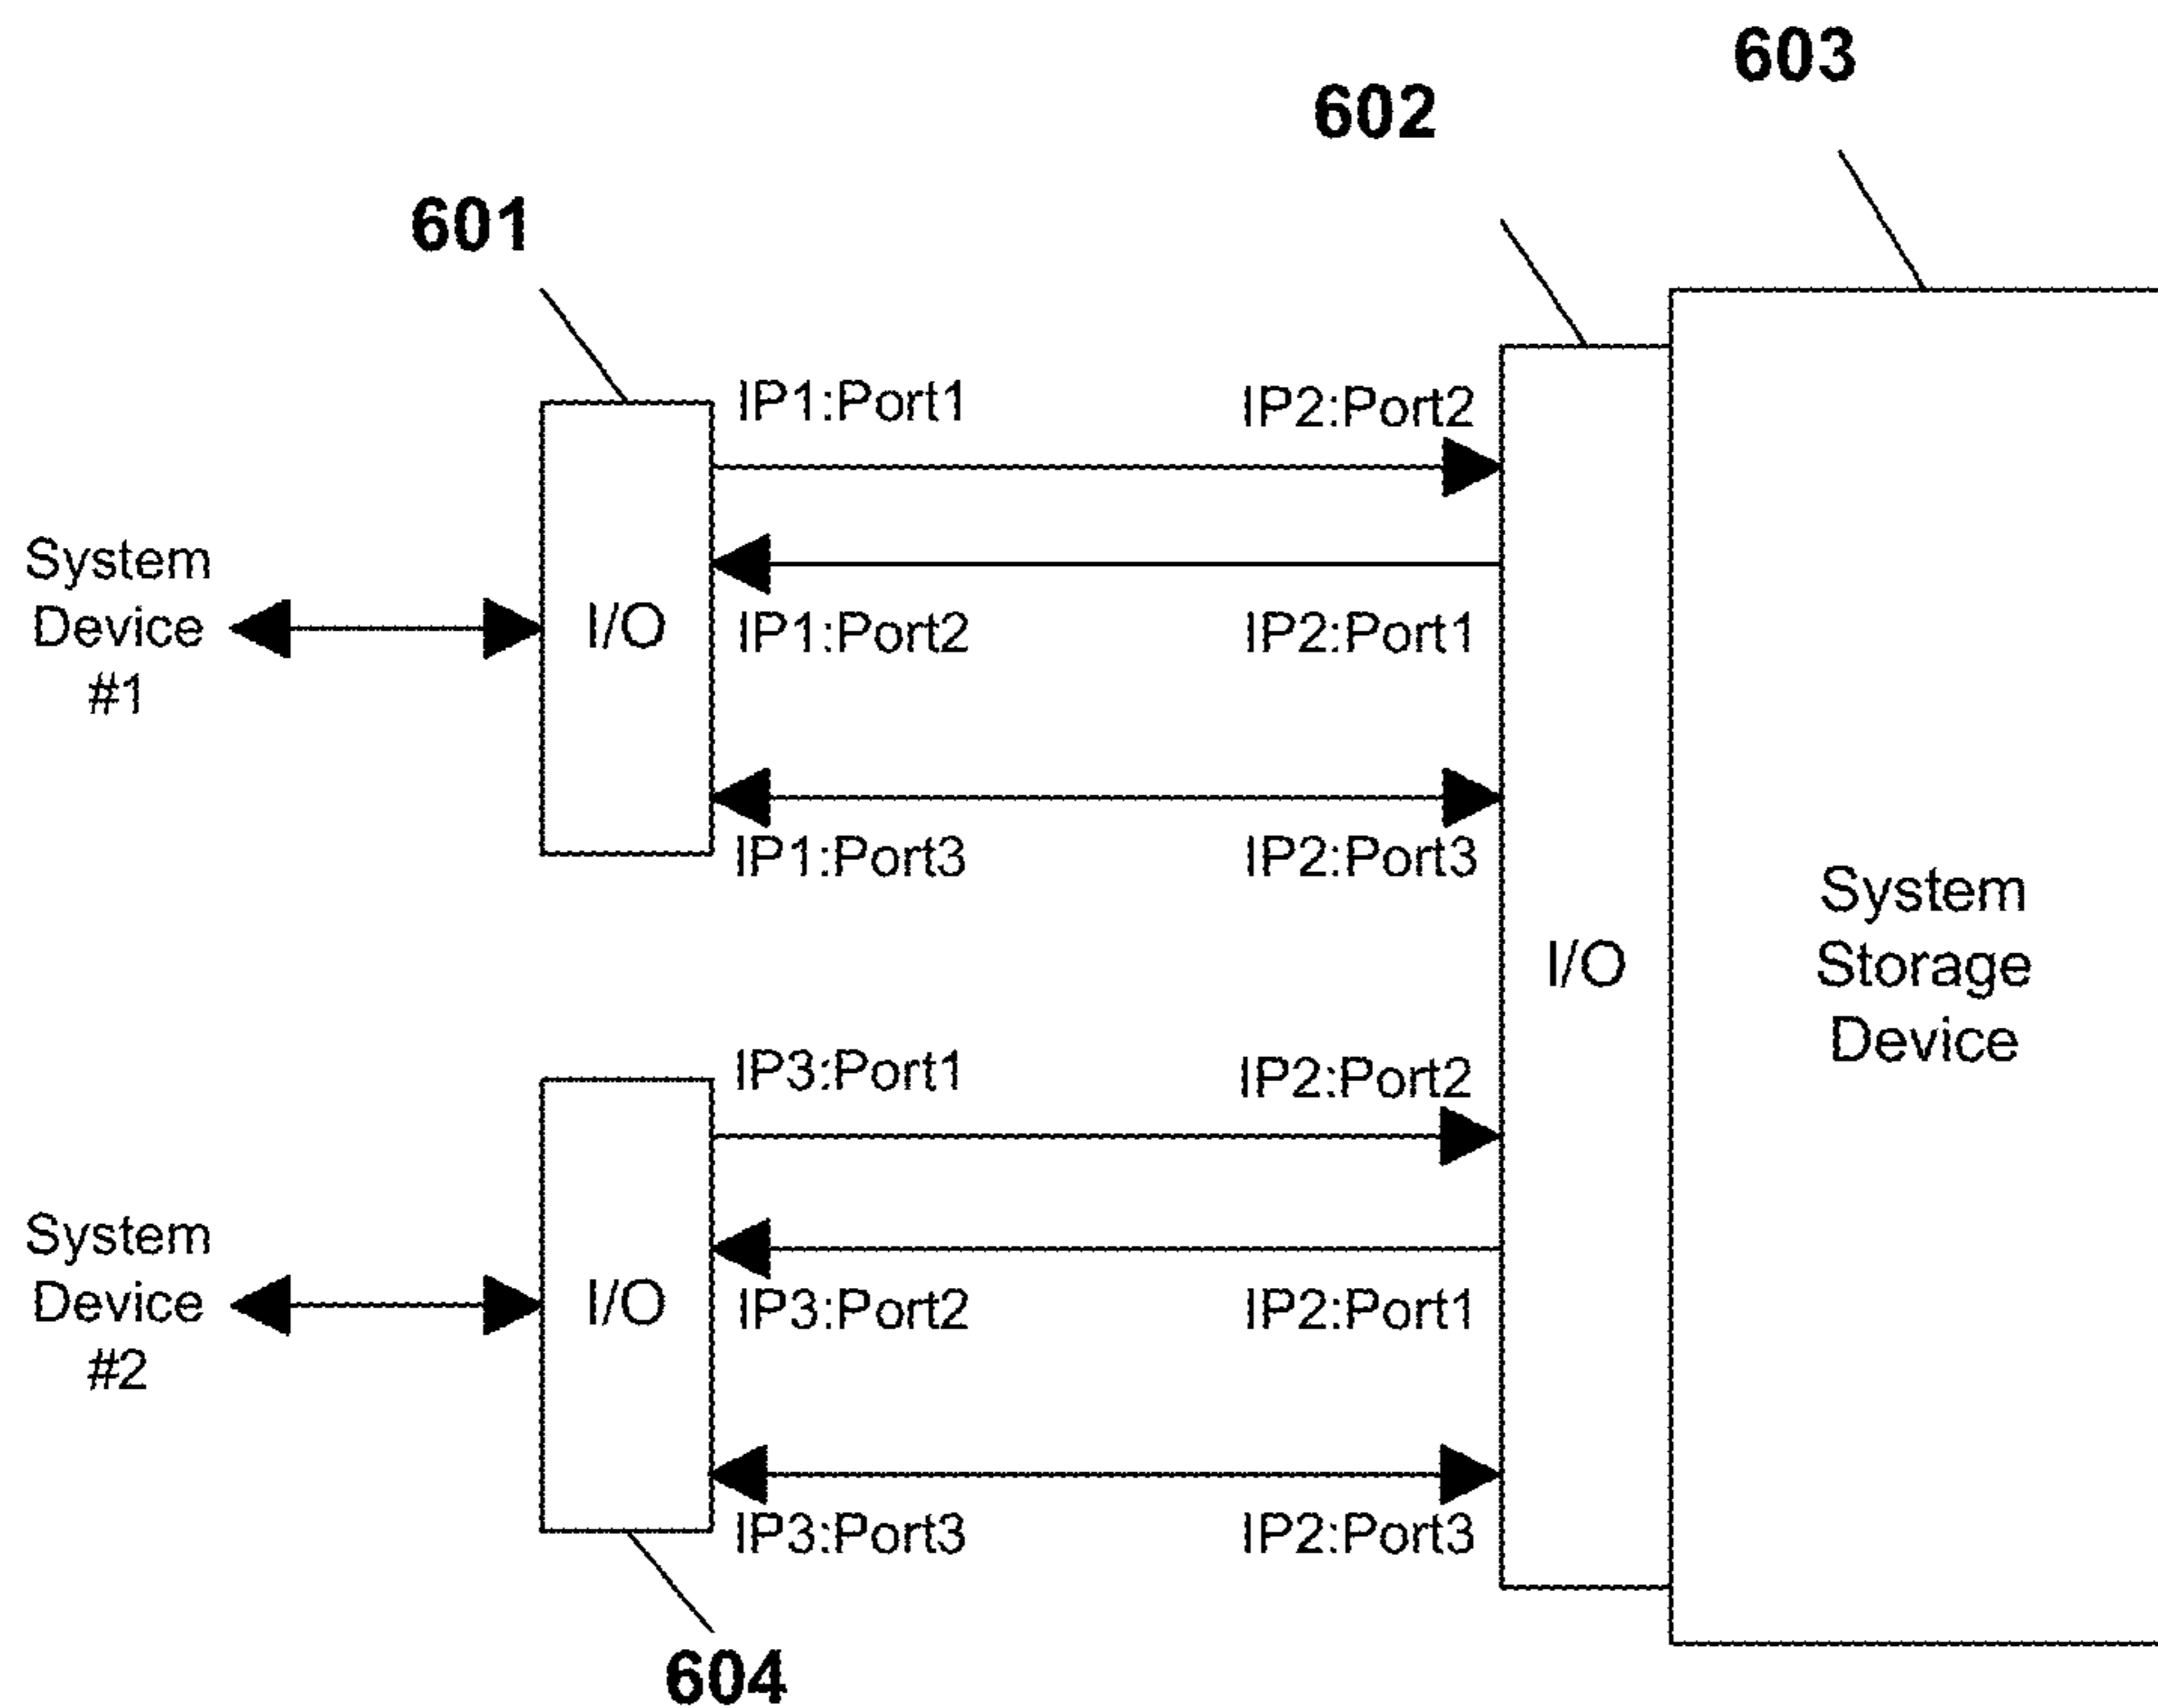 603
602
601
IP1:Port1
IP2:Port2
System
Device
#1
I/O
IP1:Port2
IP2:Port1
IP1:Port3
IP2:Port3
System
Storage
Device
I/O
IP3:Port1
IP2:Port2
System
Device
#2
I/O
IP3:Port2
IP2:Port1
IP3:Port3
IP2:Port3
604